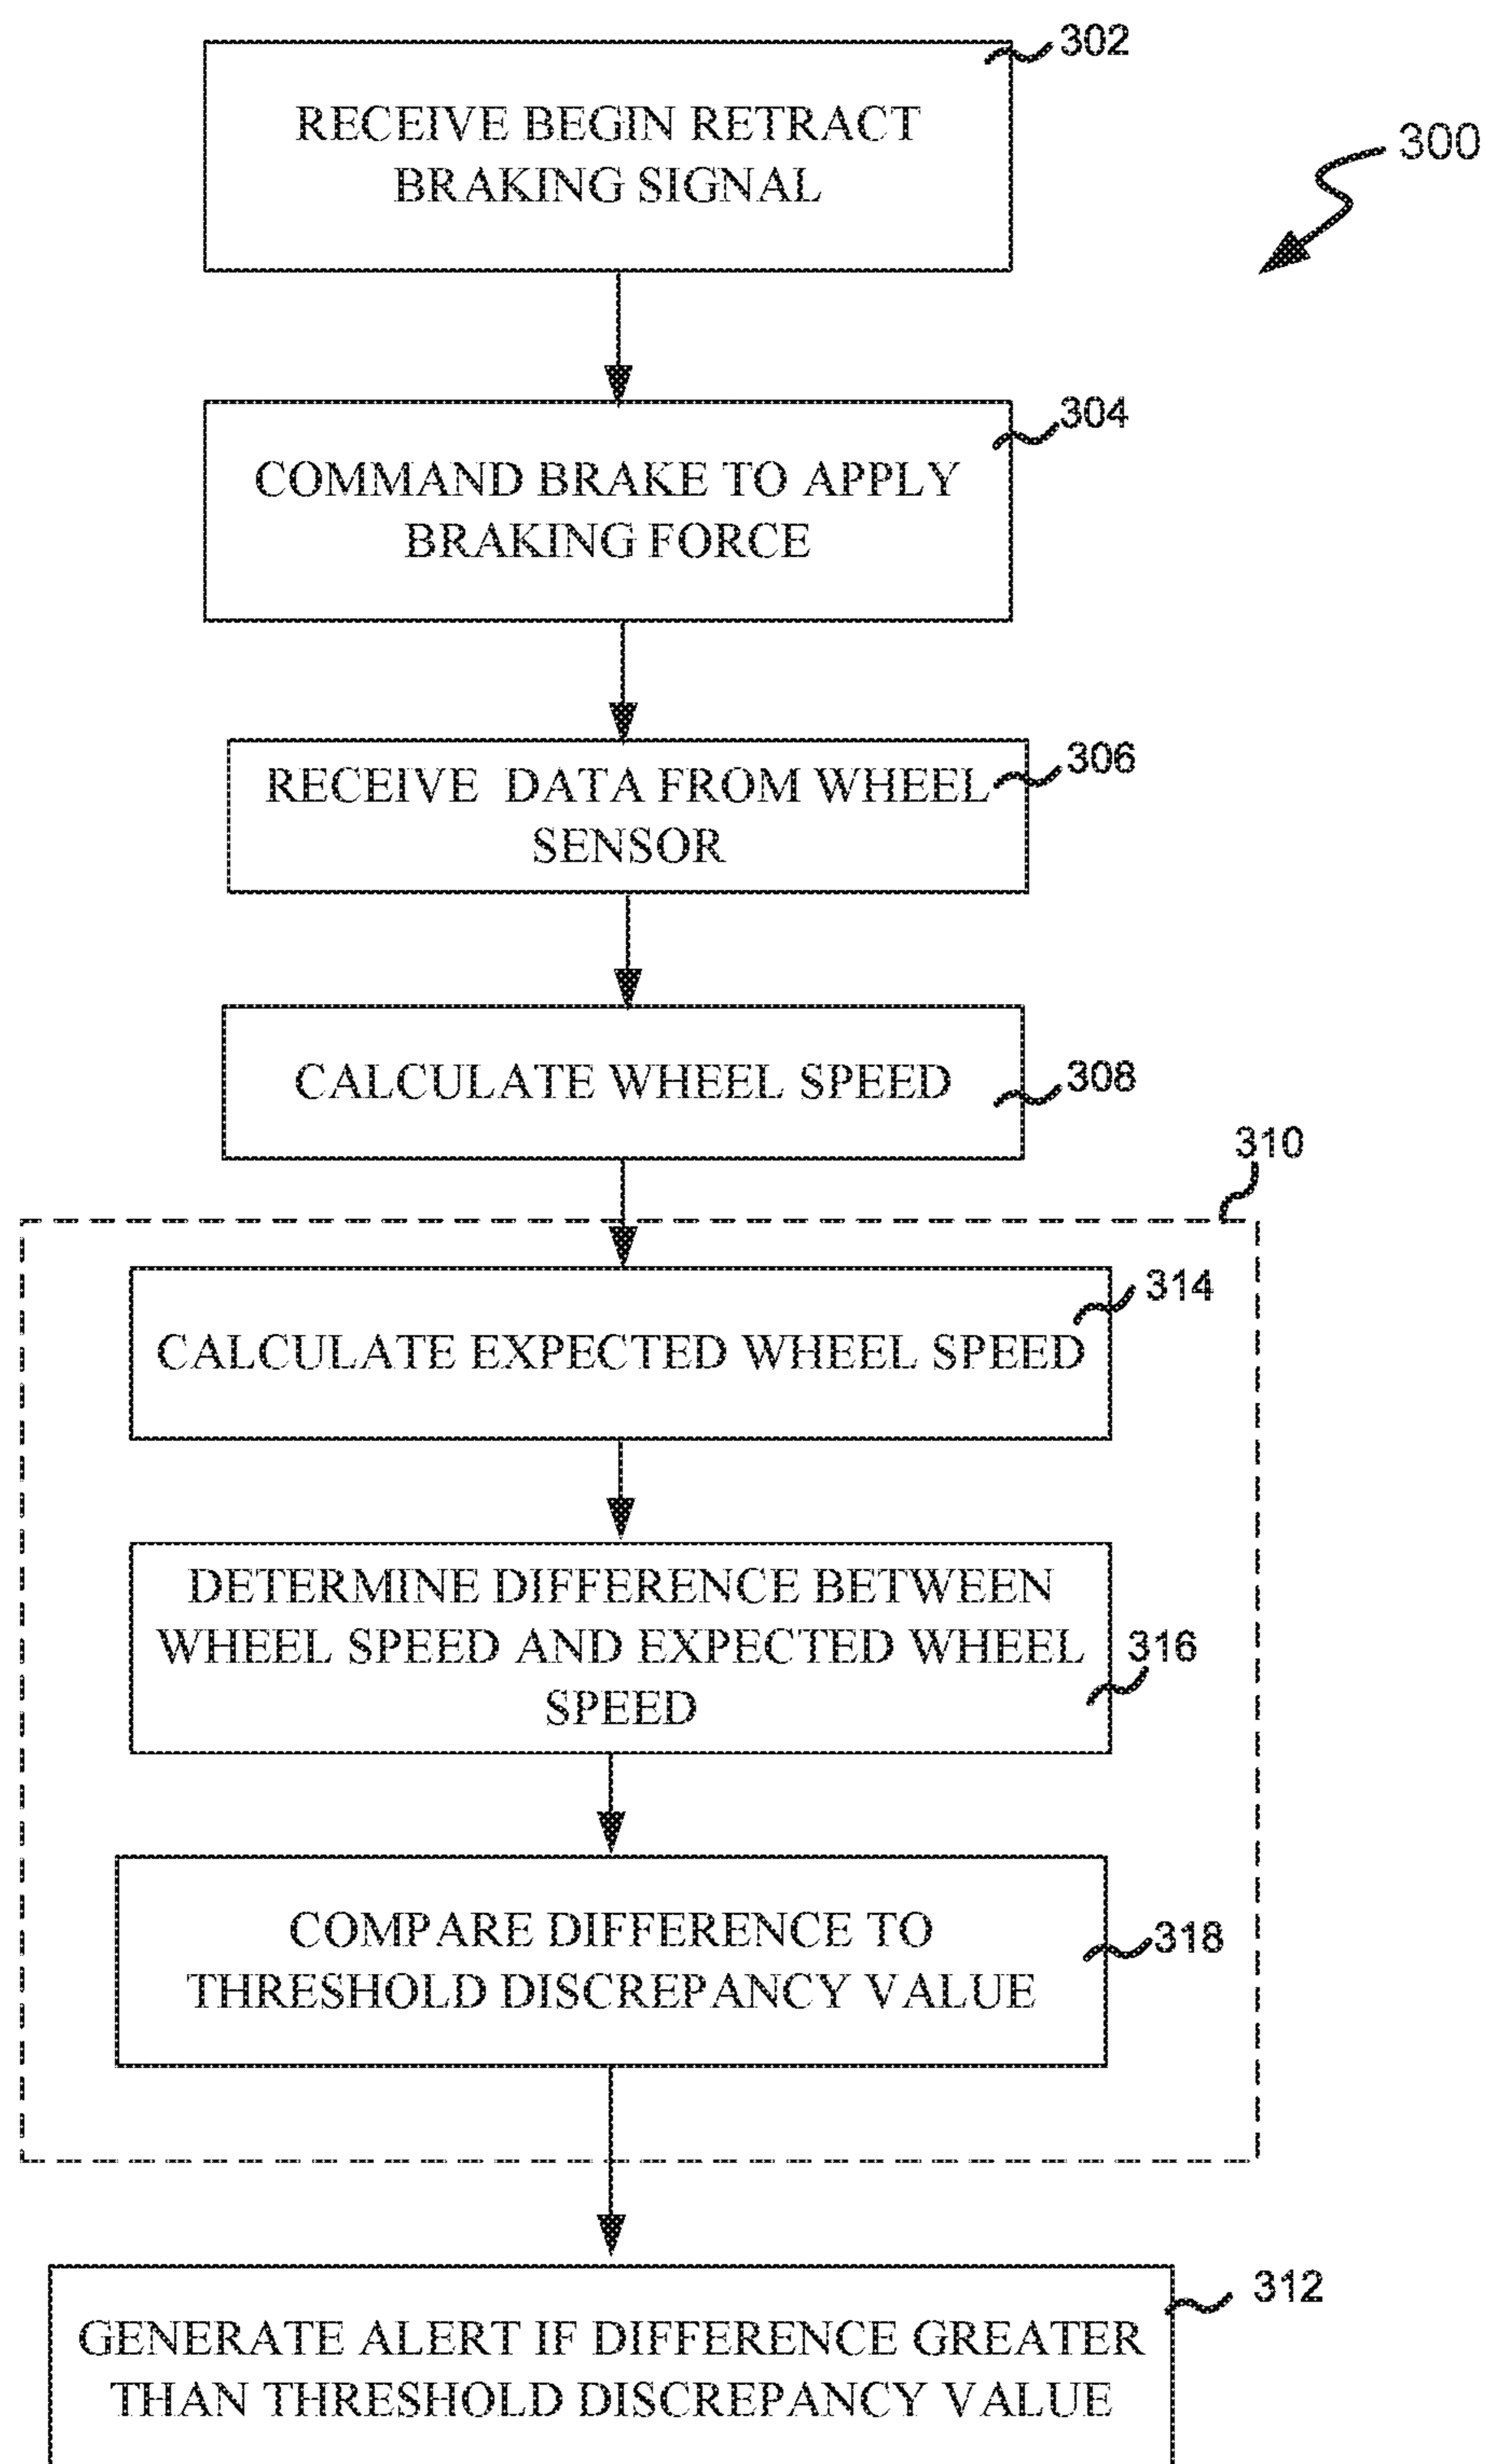 302
RECEIVE BEGIN RETRACT
BRAKING SIGNAL
300
304
COMMAND BRAKE TO APPLY
BRAKING FORCE
306
RECEIVE DATA FROM WHEEL
SENSOR
CALCULATE WHEEL SPEED
308
310
314
CALCULATE EXPECTED WHEEL SPEED
DETERMINE DIFFERENCE BETWEEN
WHEEL SPEED AND EXPECTED WHEEL
SPEED
316
COMPARE DIFFERENCE TO
THRESHOLD DISCREPANCY VALUE
318
312
GENERATE ALERT IF DIFFERENCE GREATER
THAN THRESHOLD DISCREPANCY VALUE